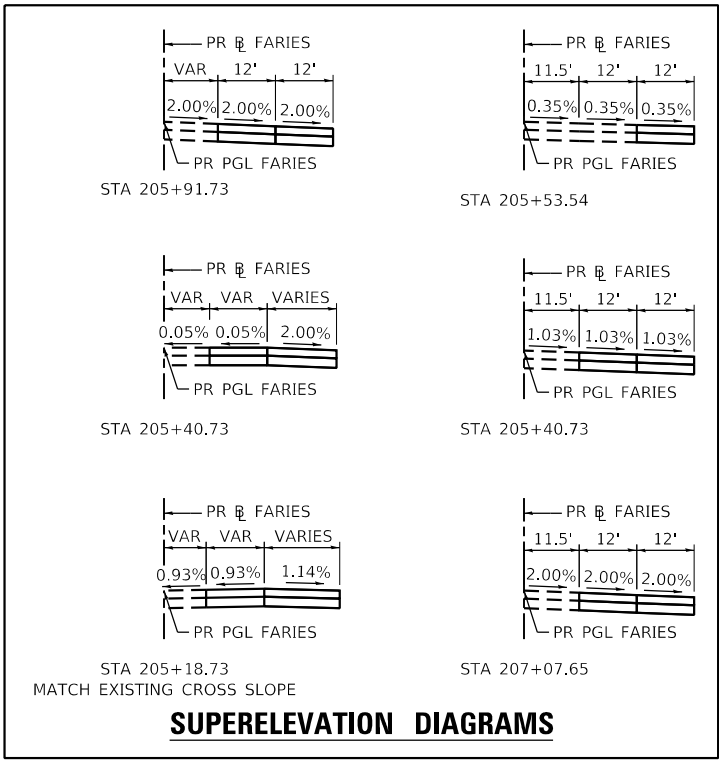 PR ℄ FARIES
VAR 12' 12'
2.00% 2.00% 2.00%
PR PGL FARIES
STA 205+91.73
PR ℄ FARIES
11.5' 12' 12'
0.35% 0.35% 0.35%
PR PGL FARIES
STA 205+53.54
PR ℄ FARIES
VAR VAR VARIES
0.05% 0.05% 2.00%
PR PGL FARIES
STA 205+40.73
PR ℄ FARIES
11.5' 12' 12'
1.03% 1.03% 1.03%
PR PGL FARIES
STA 205+40.73
PR ℄ FARIES
VAR VAR VARIES
0.93% 0.93% 1.14%
PR PGL FARIES
STA 205+18.73
MATCH EXISTING CROSS SLOPE
PR ℄ FARIES
11.5' 12' 12'
2.00% 2.00% 2.00%
PR PGL FARIES
STA 207+07.65
SUPERELEVATION DIAGRAMS